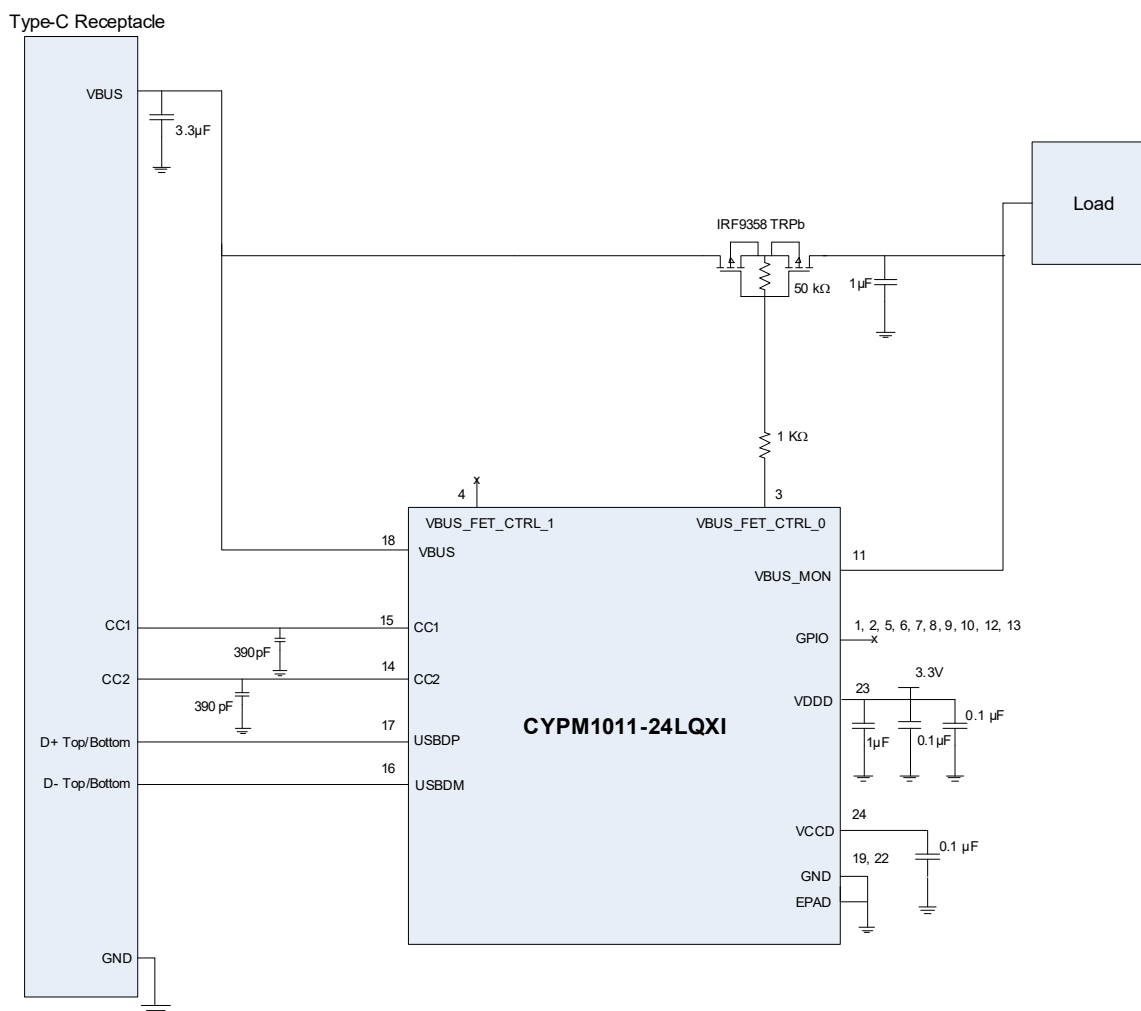 Type-C Receptacle
VBUS
3.3µF
Load
IRF9358 TRPb
50 kΩ
1µF
1 KΩ
4
3
VBUS_FET_CTRL_1
VBUS_FET_CTRL_0
18
VBUS
11
VBUS_MON
CC1
15
CC1
1, 2, 5, 6, 7, 8, 9, 10, 12, 13
GPIO
390pF
CC2
14
CC2
3.3V
23
VDDD
390 pF
0.1 µF
CYPM1011-24LQXI
1µF
0.1µF
D+ Top/Bottom
17
USBDP
16
D- Top/Bottom
USBDM
24
VCCD
0.1 µF
19, 22
GND
EPAD
GND